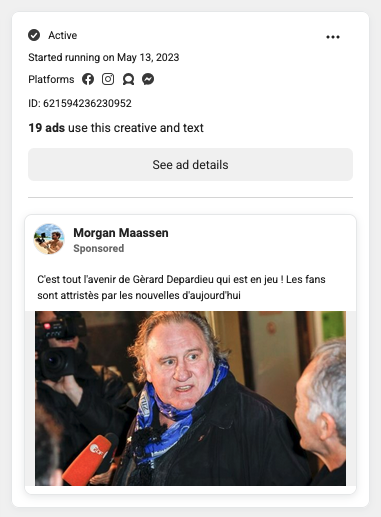 Active
Started running on May 13, 2023
Platforms
ID: 621594236230952
19 ads use this creative and text
See ad details
Morgan Maassen
Sponsored
C'est tout l'avenir de Gèrard Depardieu qui est en jeu ! Les fans
sont attristès par les nouvelles d'aujourd'hui